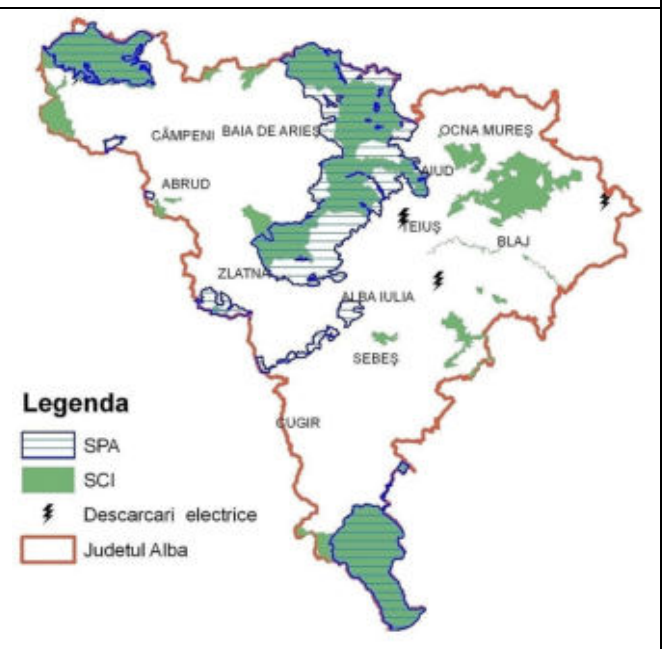 CÂMPENI
BAIA DE ARIEȘ
OCNA MUREȘ
AIUD
ABRUD
TEIUȘ
BLAJ
ZLATNA
ALBA IULIA
SEBEȘ
CUGIR
Legenda
SPA
SCI
Descarcari electrice
Judetul Alba